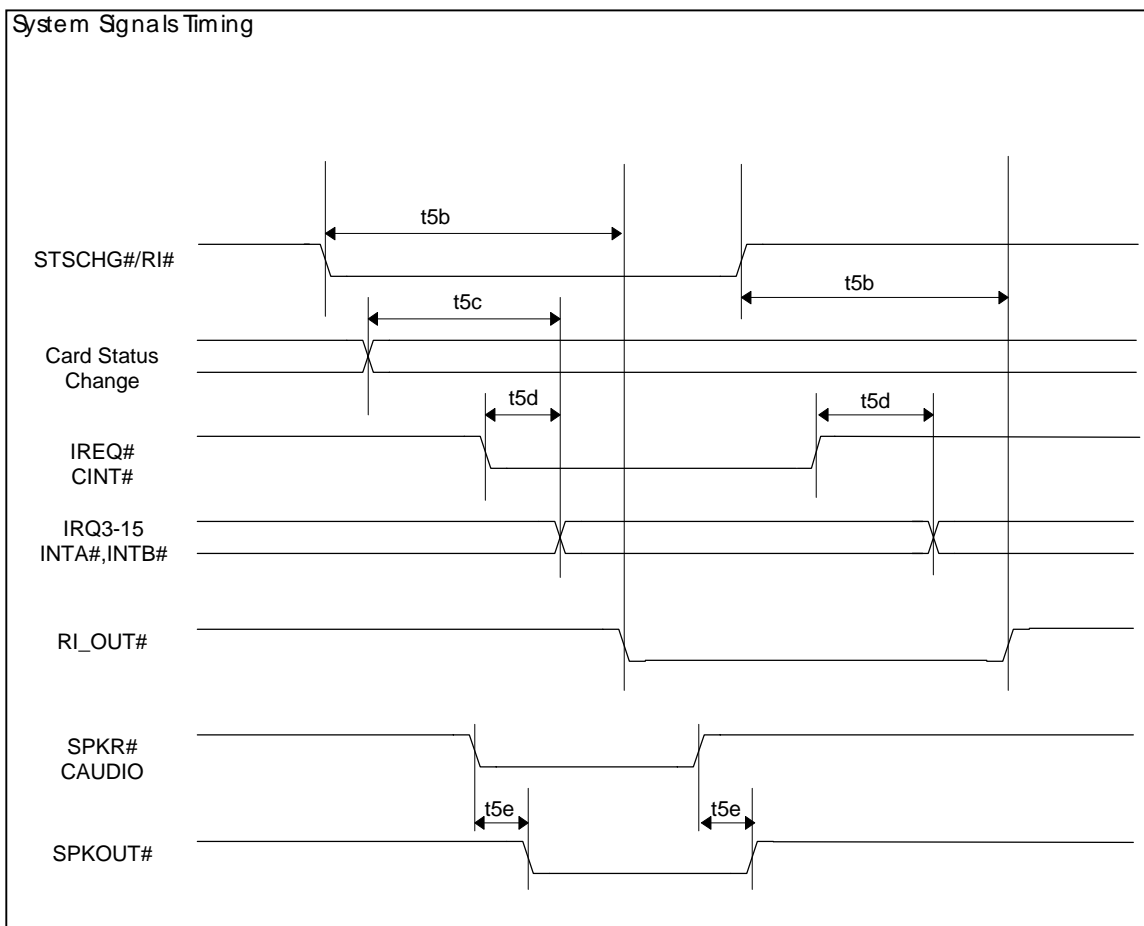 System Signals Timing
t5b
STSCHG#/RI#
t5b
t5c
Card Status
Change
t5d
t5d
IREQ#
CINT#
IRQ3-15
INTA#,INTB#
RI_OUT#
SPKR#
CAUDIO
t5e
t5e
SPKOUT#